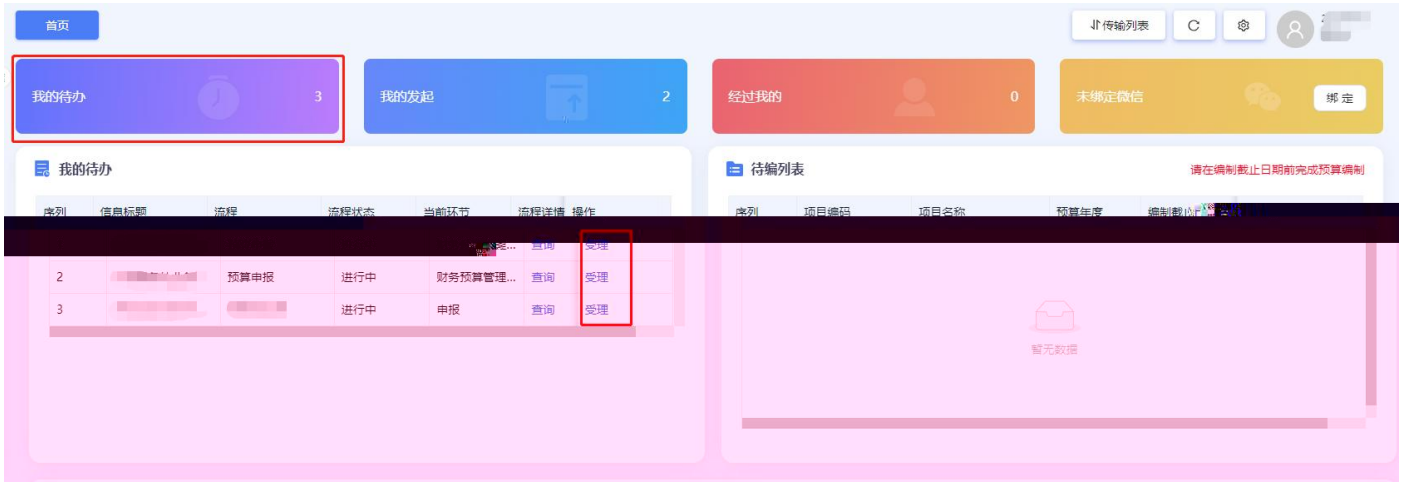 首页 传输列表
我的待办 3 我的发起 2 经过我的 0 未绑定微信 绑定
我的待办 待编列表 请在编制截止日期前完成预算编制
序列 信息标题 流程 流程状态 当前环节 流程详情 操作 序列 项目编码 项目名称 预算年度 编制截
查询 受理
2 预算申报 进行中 财务预算管理... 查询 受理
3 进行中 申报 查询 受理
暂无数据